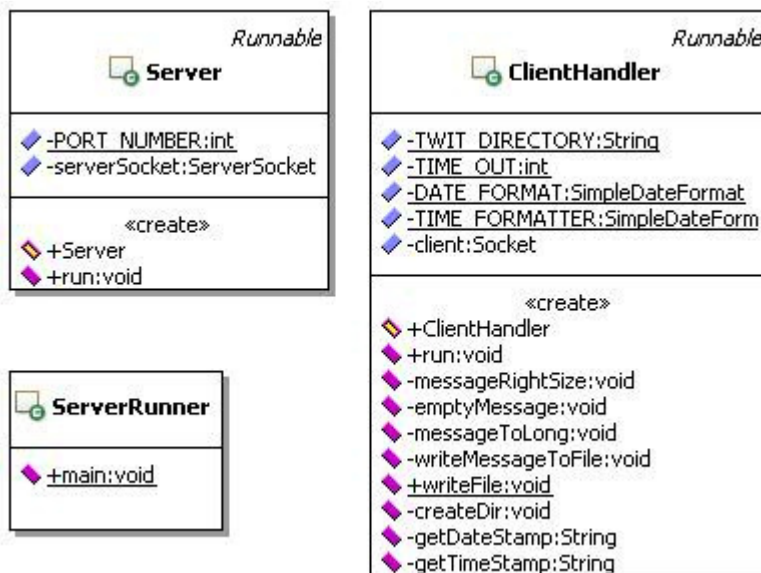 Runnable
Server
-PORT_NUMBER:int
-serverSocket:ServerSocket
«create»
+Server
+run:void
ServerRunner
+main:void
Runnable
ClientHandler
-TWIT_DIRECTORY:String
-TIME_OUT:int
-DATE_FORMAT:SimpleDateFormat
-TIME_FORMATTER:SimpleDateForm
-client:Socket
«create»
+ClientHandler
+run:void
-messageRightSize:void
-emptyMessage:void
-messageToLong:void
-writeMessageToFile:void
+writeFile:void
-createDir:void
-getDateStamp:String
-getTimeStamp:String